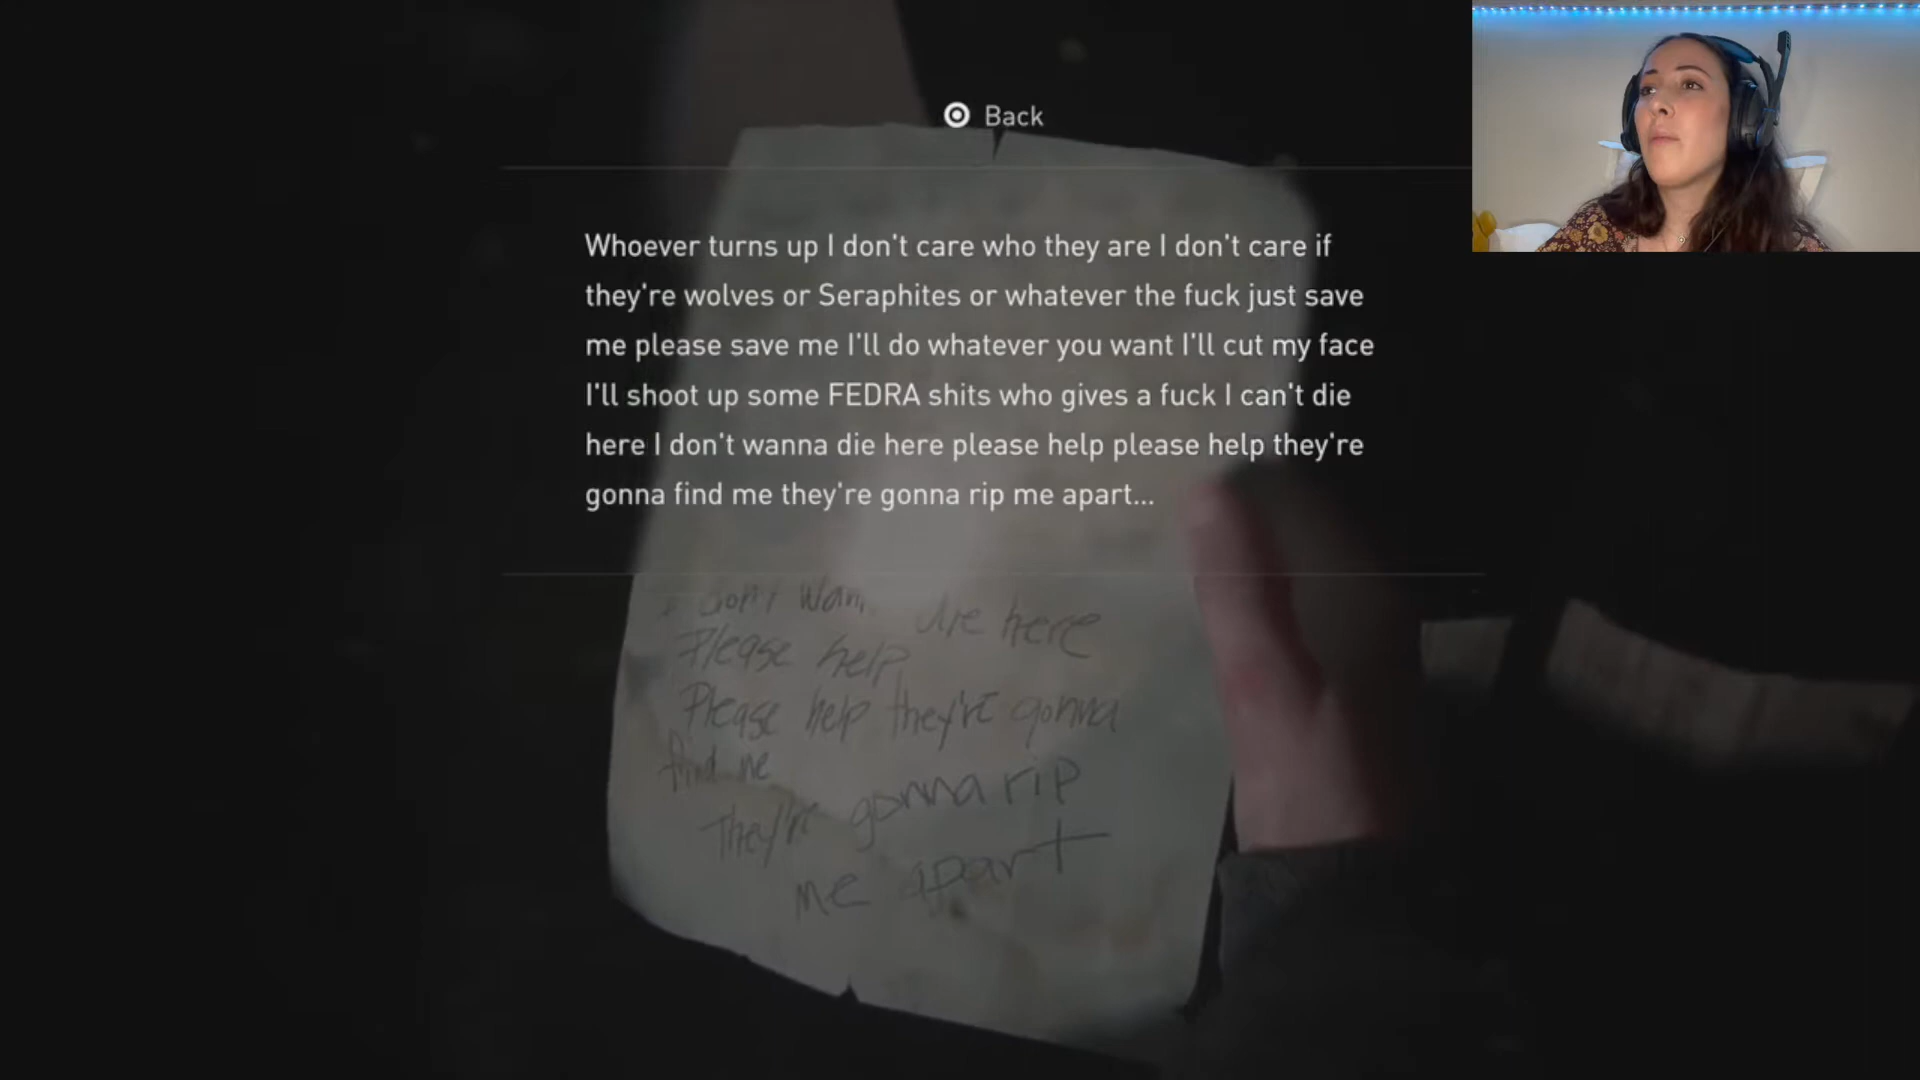 Back
Whoever turns up I don't care who they are I don't care if
they're wolves or Seraphites or whatever the fuck just save
me please save me I'll do whatever you want I'll cut my face
I'll shoot up some FEDRA shits who gives a fuck I can't die
here I don't wanna die here please help please help they're
gonna find me they're gonna rip me apart...
I don't wan die here
Please help
Please help they're gonna
find me
They're gonna rip
me apart